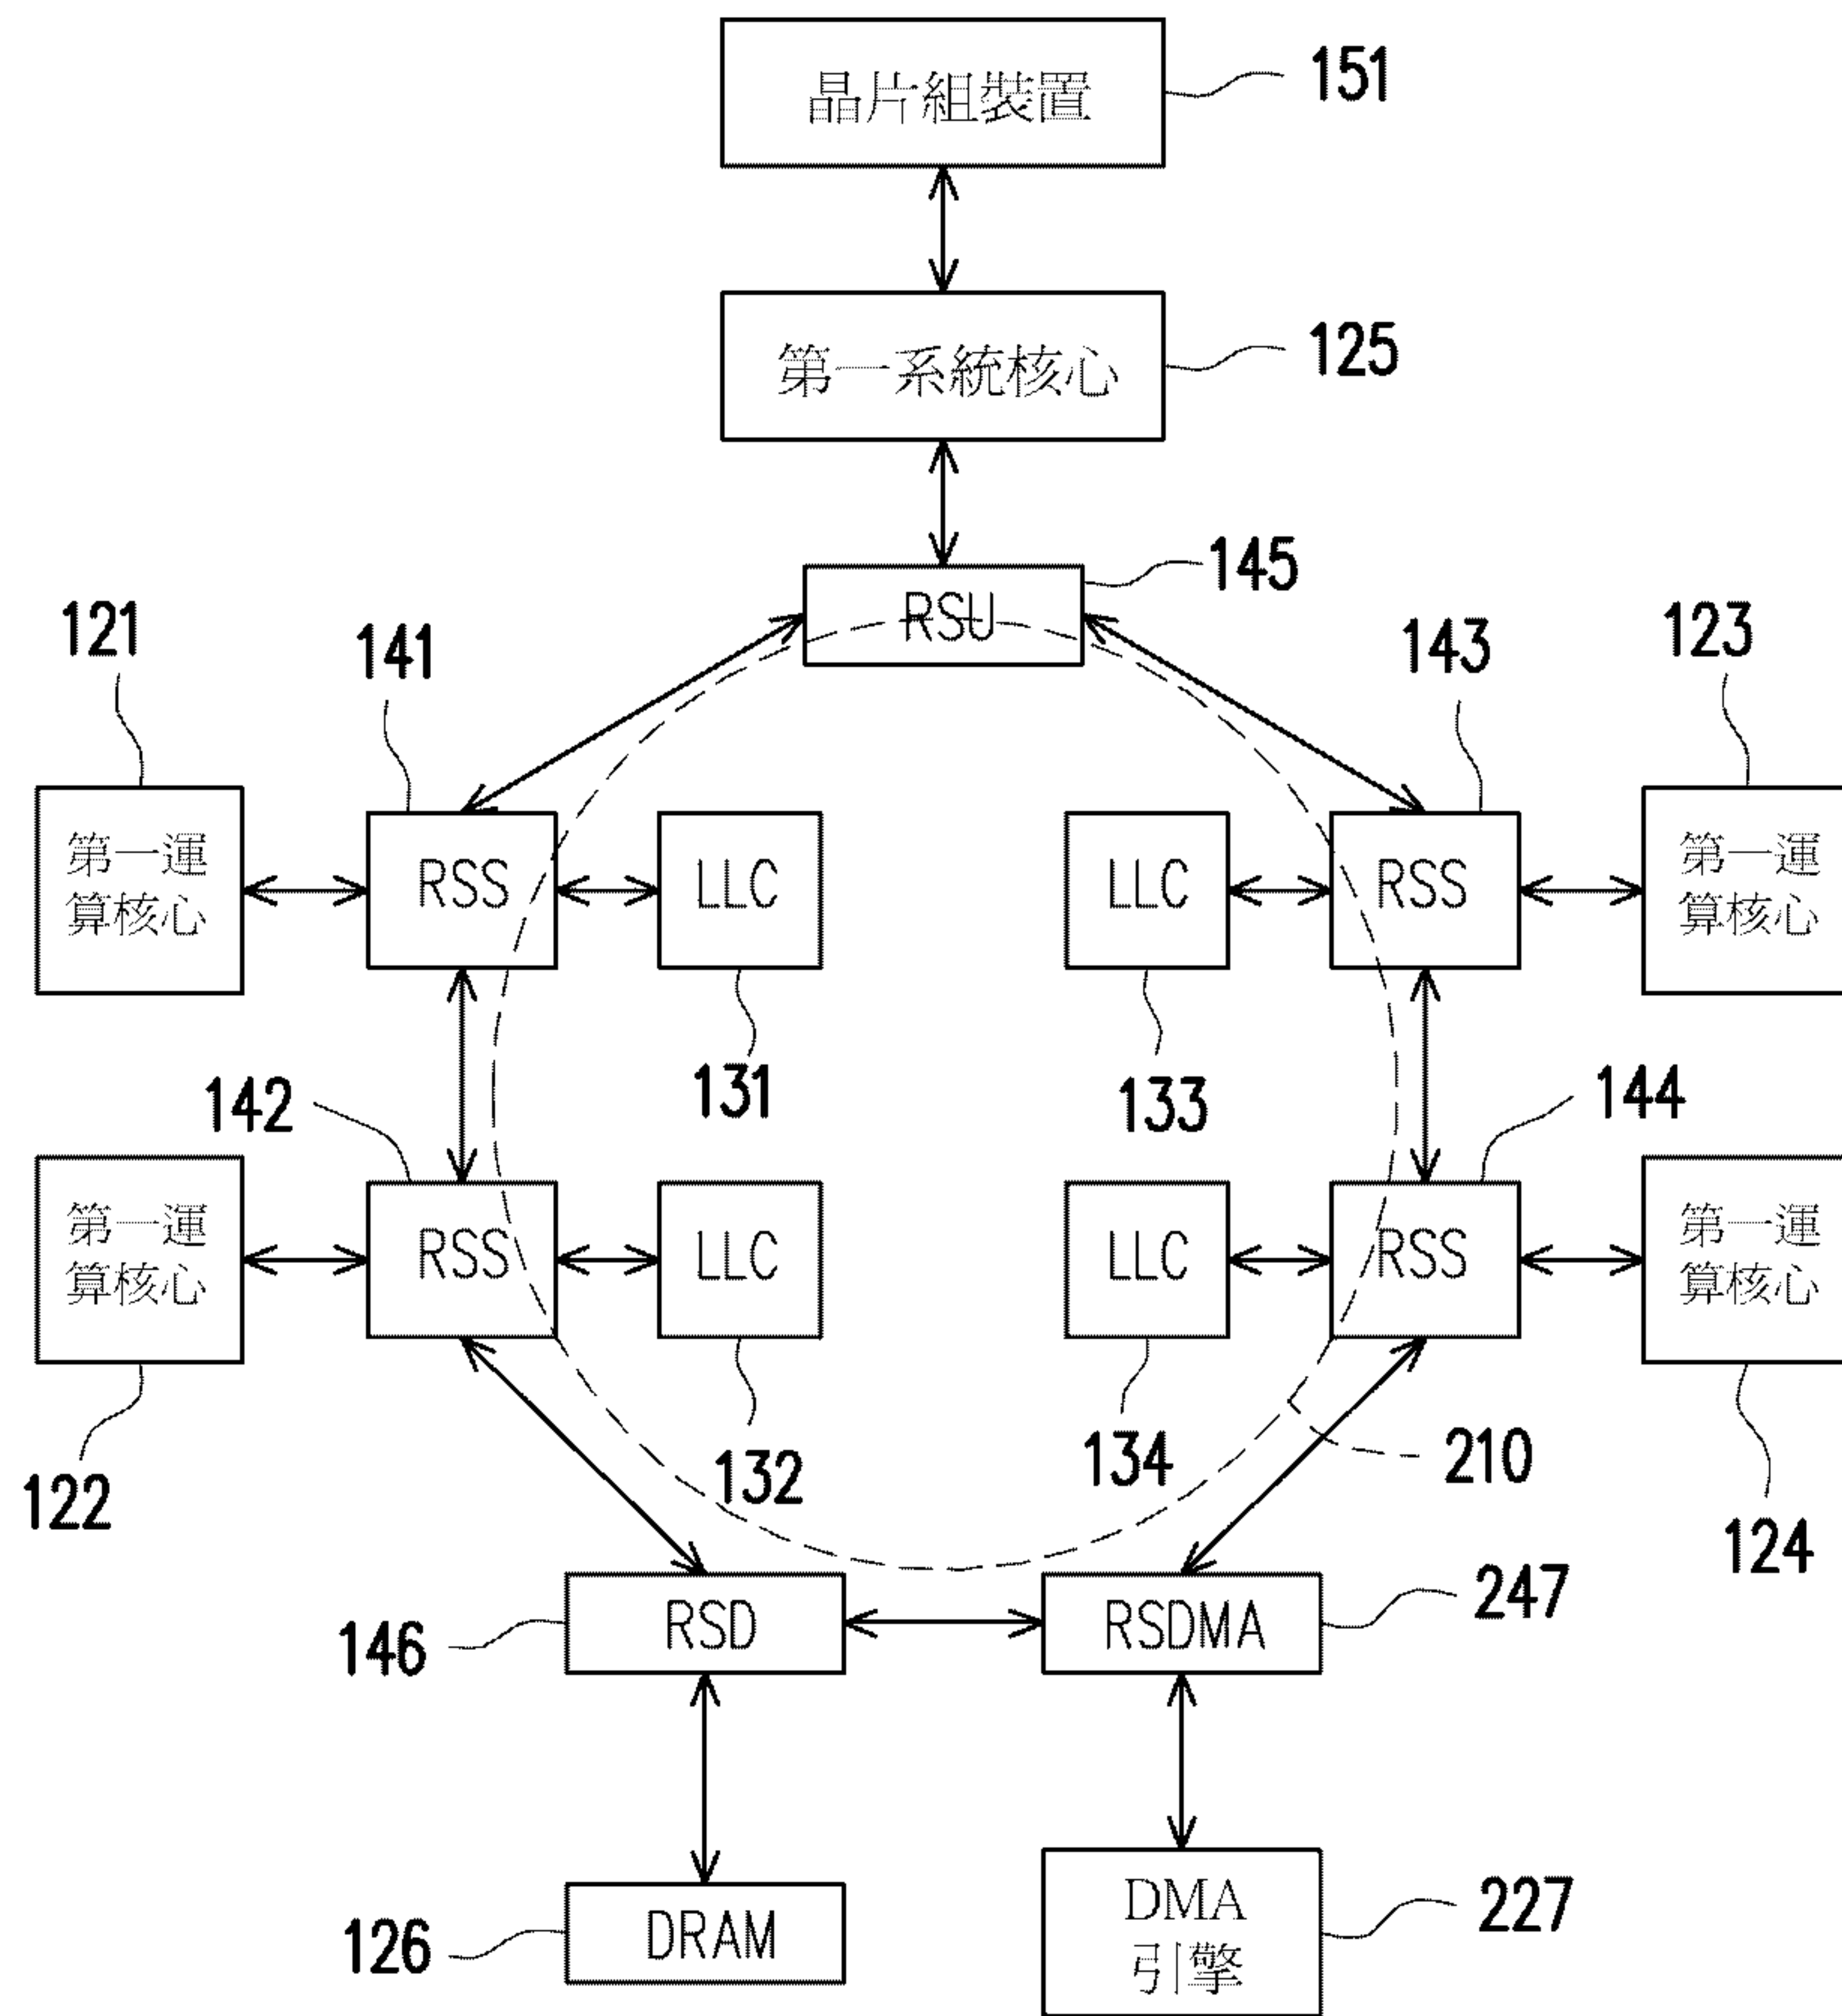 晶片組裝置
151
第一系統核心
125
RSU
145
121
141
143
123
第一運
算核心
RSS
LLC
LLC
RSS
第一運
算核心
131
133
142
144
第一運
算核心
RSS
LLC
LLC
RSS
第一運
算核心
122
132
134
210
124
146
RSD
RSDMA
247
126
DRAM
DMA
引擎
227